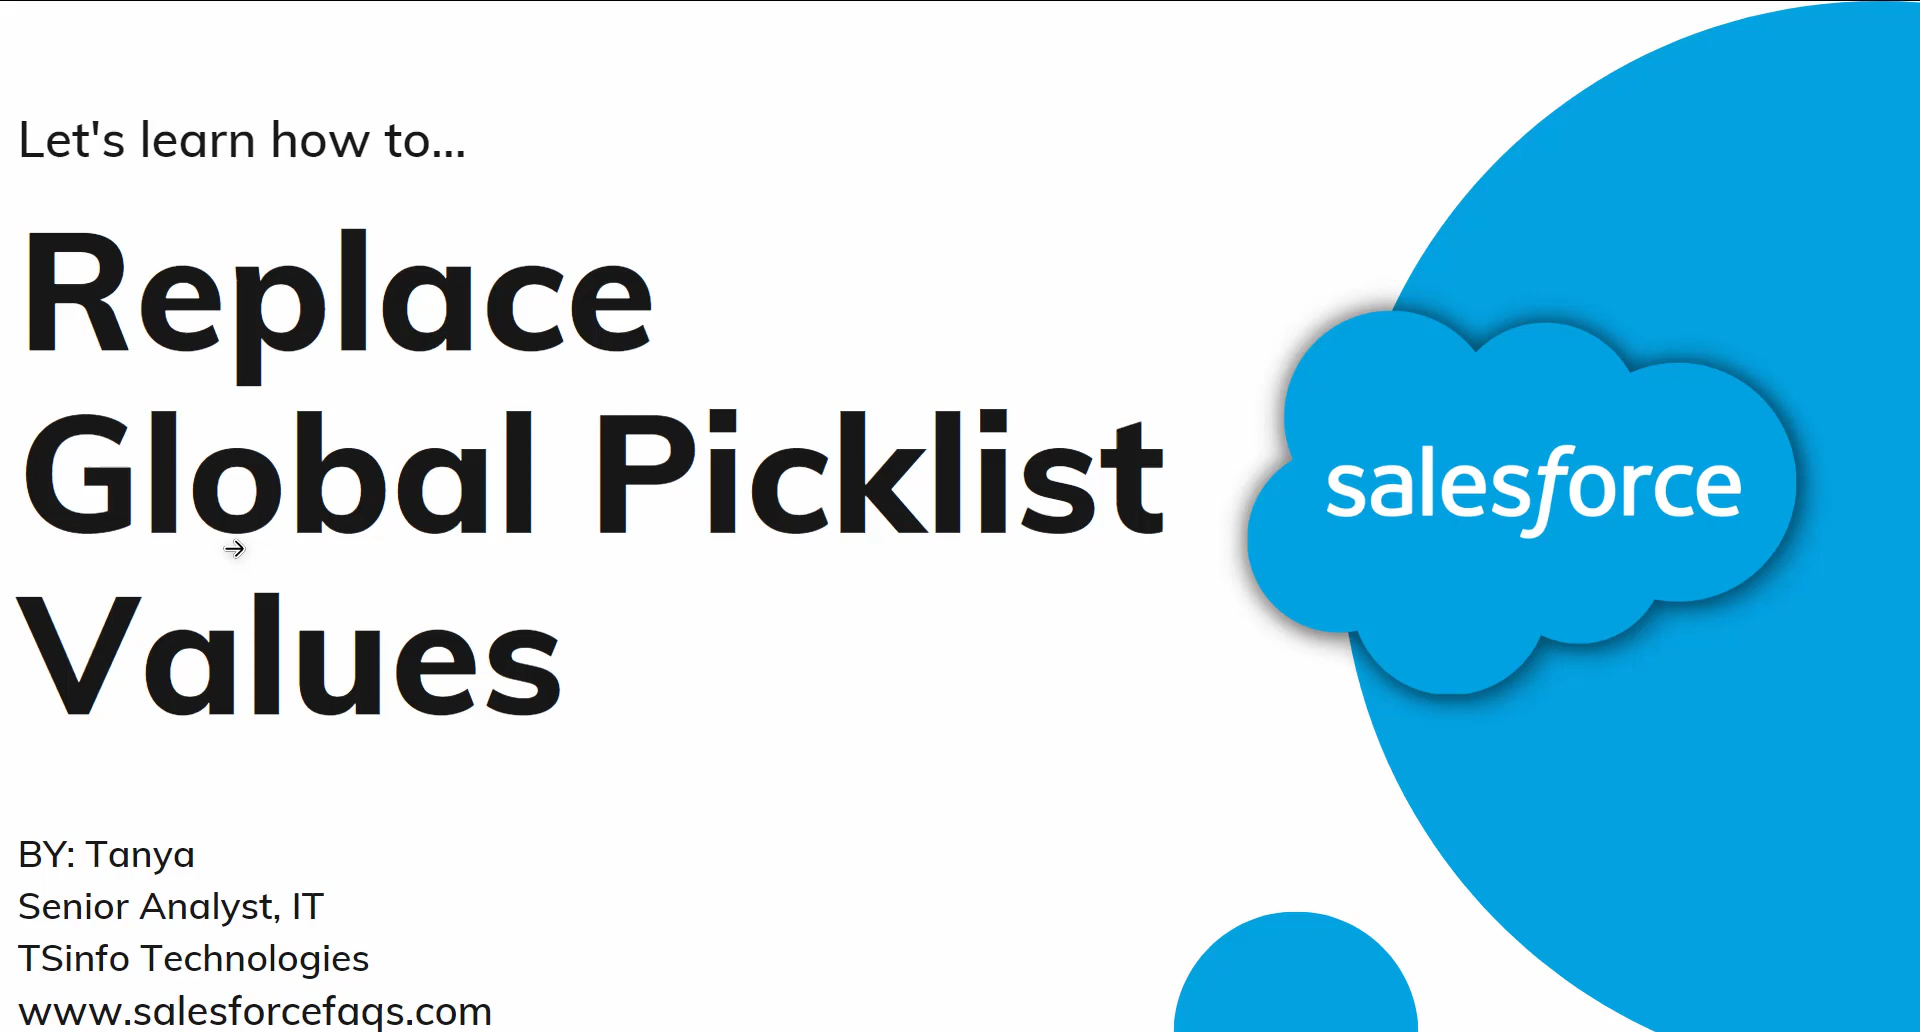 Let's learn how to...
Replace
Global Picklist
Values
salesforce
BY: Tanya
Senior Analyst, IT
TSinfo Technologies
www.salesforcefaqs.com